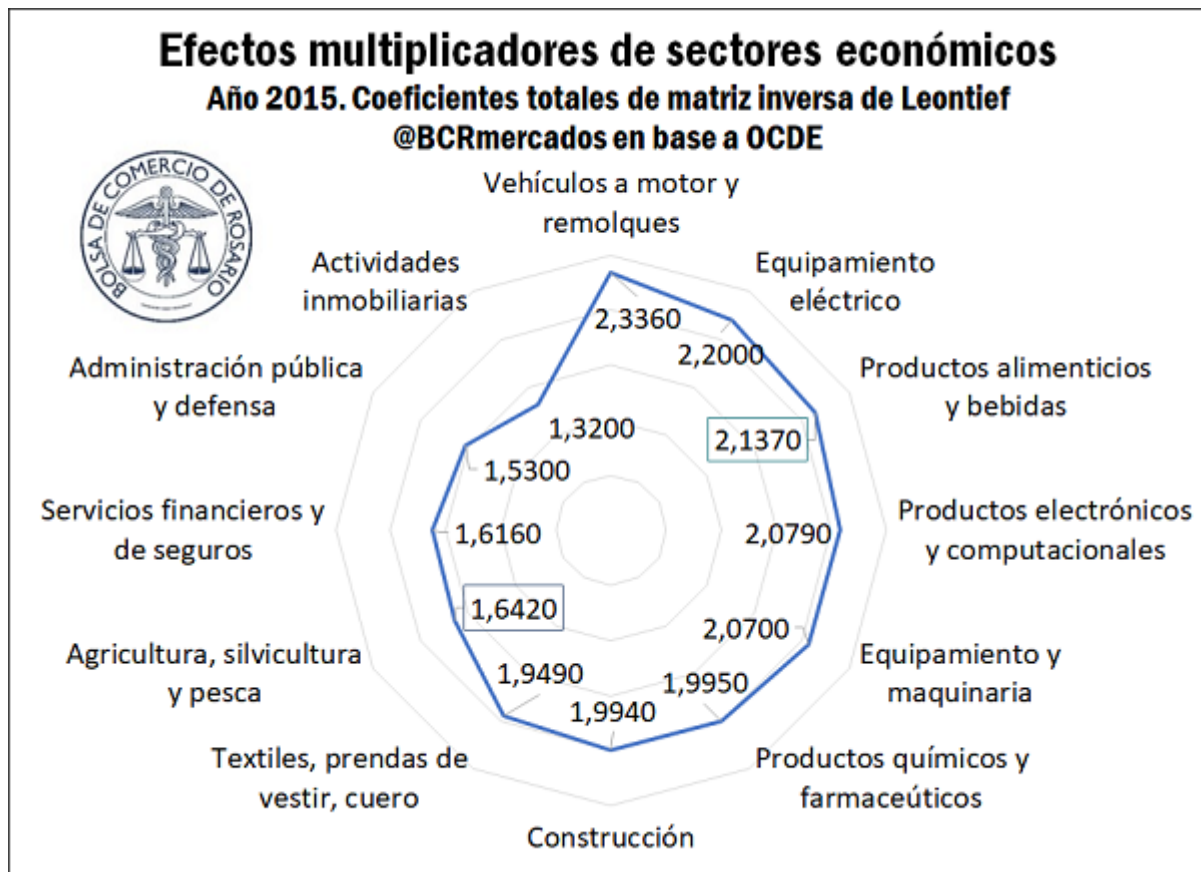 Efectos multiplicadores de sectores económicos
Año 2015. Coeficientes totales de matriz inversa de Leontief
@BCRmercados en base a OCDE
BOLSA DE COMERCIO DE ROSARIO
Vehículos a motor y
remolques
Equipamiento
eléctrico
Productos alimenticios
y bebidas
Productos electrónicos
y computacionales
Equipamiento y
maquinaria
Productos químicos y
farmaceúticos
Construcción
Textiles, prendas de
vestir, cuero
Agricultura, silvicultura
y pesca
Servicios financieros y
de seguros
Administración pública
y defensa
Actividades
inmobiliarias
2,3360
2,2000
2,1370
2,0790
2,0700
1,9950
1,9940
1,9490
1,6420
1,6160
1,5300
1,3200